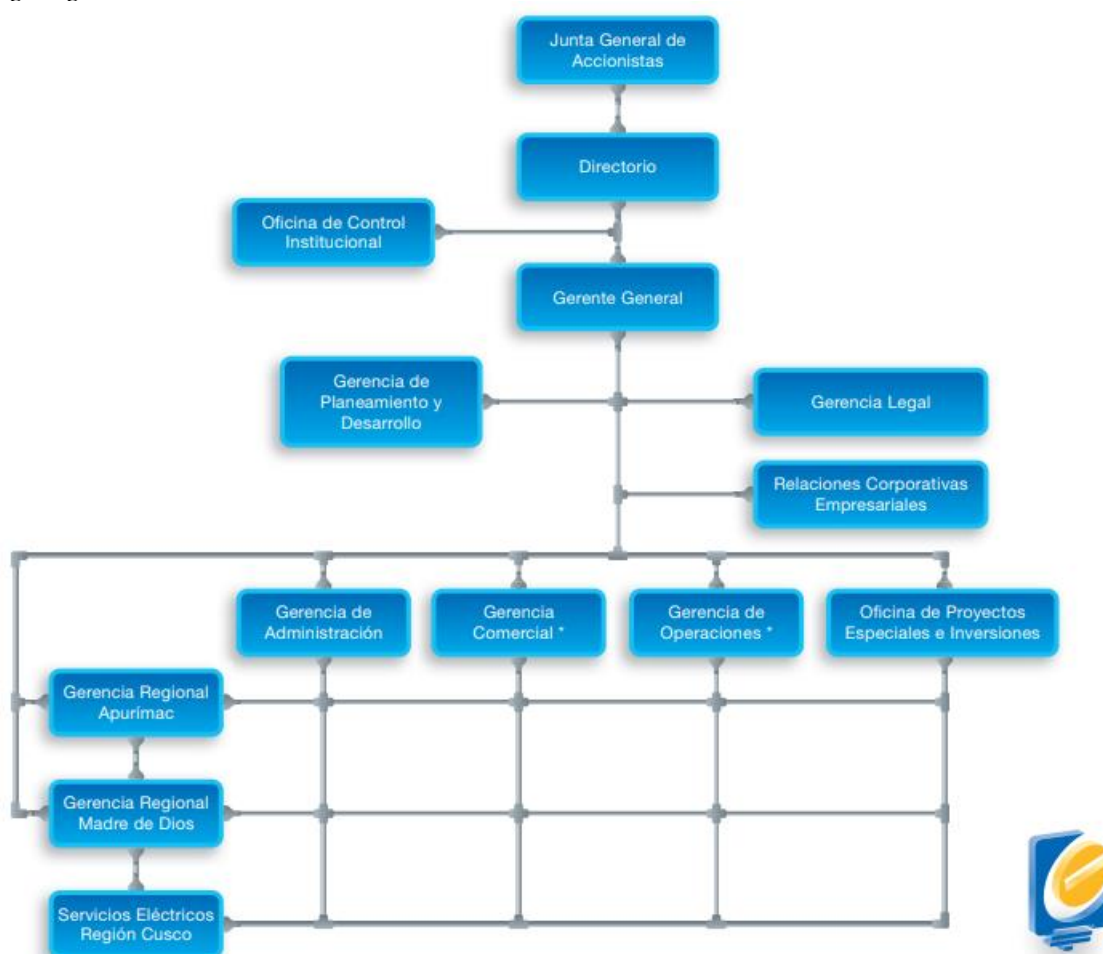 Junta General de
Accionistas
Directorio
Oficina de Control
Institucional
Gerente General
Gerencia de
Planeamiento y
Desarrollo
Gerencia Legal
Relaciones Corporativas
Empresariales
Gerencia de
Administración
Gerencia
Comercial *
Gerencia de
Operaciones *
Oficina de Proyectos
Especiales e Inversiones
Gerencia Regional
Apurímac
Gerencia Regional
Madre de Dios
Servicios Eléctricos
Región Cusco